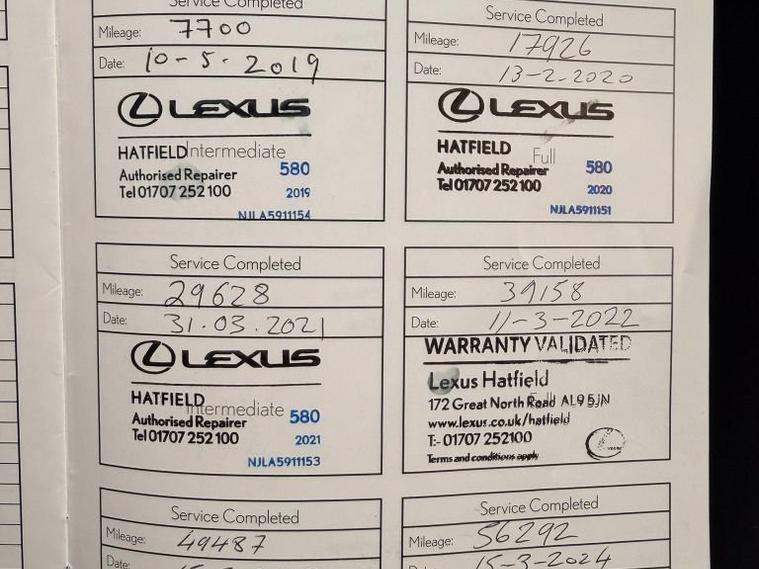 Service Completed
Mileage: 7700
Date: 10-5-2019
LEXUS
HATFIELD Intermediate
Authorised Repairer 580
Tel 01707 252 100 2019
NJLA5911154
Service Completed
Mileage: 17926
Date: 13-2-2020
LEXUS
HATFIELD Full
Authorised Repairer 580
Tel 01707 252 100 2020
NJLA5911151
Service Completed
Mileage: 29628
Date: 31.03.2021
LEXUS
HATFIELD Intermediate
Authorised Repairer 580
Tel 01707 252 100 2021
NJLA5911153
Service Completed
Mileage: 39158
Date: 11-3-2022
WARRANTY VALIDATED
Lexus Hatfield
172 Great North Road AL9 5JN
www.lexus.co.uk/hatfield
T:- 01707 252100
Terms and conditions apply
Service Completed
Mileage: 49487
Date:
Service Completed
Mileage: 56292
15-3-2024